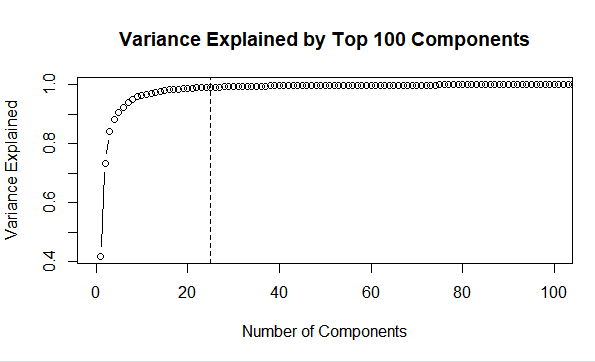 Variance Explained by Top 100 Components
Variance Explained
1.0
0.8
0.6
0.4
0 20 40 60 80 100
Number of Components